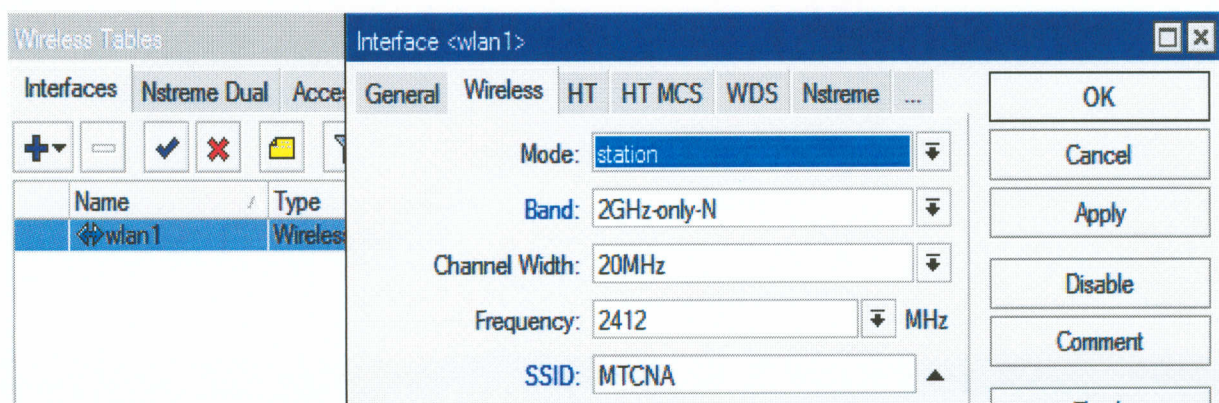 Wireless Tables
Interfaces Nstreme Dual
Name Type
wlan1
Interface <wlan1>
General Wireless HT HT MCS WDS Nstreme ...
Mode: station
Band: 2GHz-only-N
Channel Width: 20MHz
Frequency: 2412 MHz
SSID: MTCNA
OK
Cancel
Apply
Disable
Comment